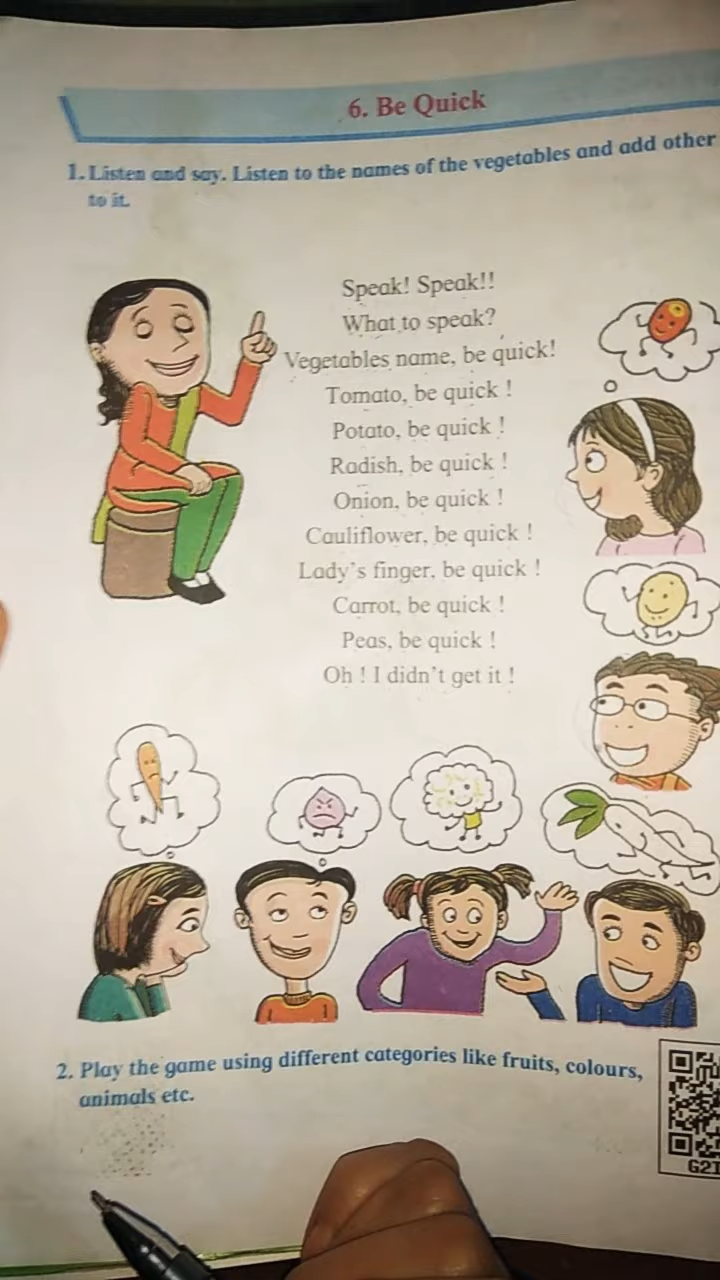 6. Be Quick
1. Listen and say. Listen to the names of the vegetables and add other
to it.
Speak! Speak!!
What to speak?
Vegetables name, be quick!
Tomato, be quick !
Potato, be quick !
Radish, be quick !
Onion, be quick !
Cauliflower, be quick !
Lady's finger, be quick !
Carrot, be quick !
Peas, be quick !
Oh ! I didn't get it !
2. Play the game using different categories like fruits, colours,
animals etc.